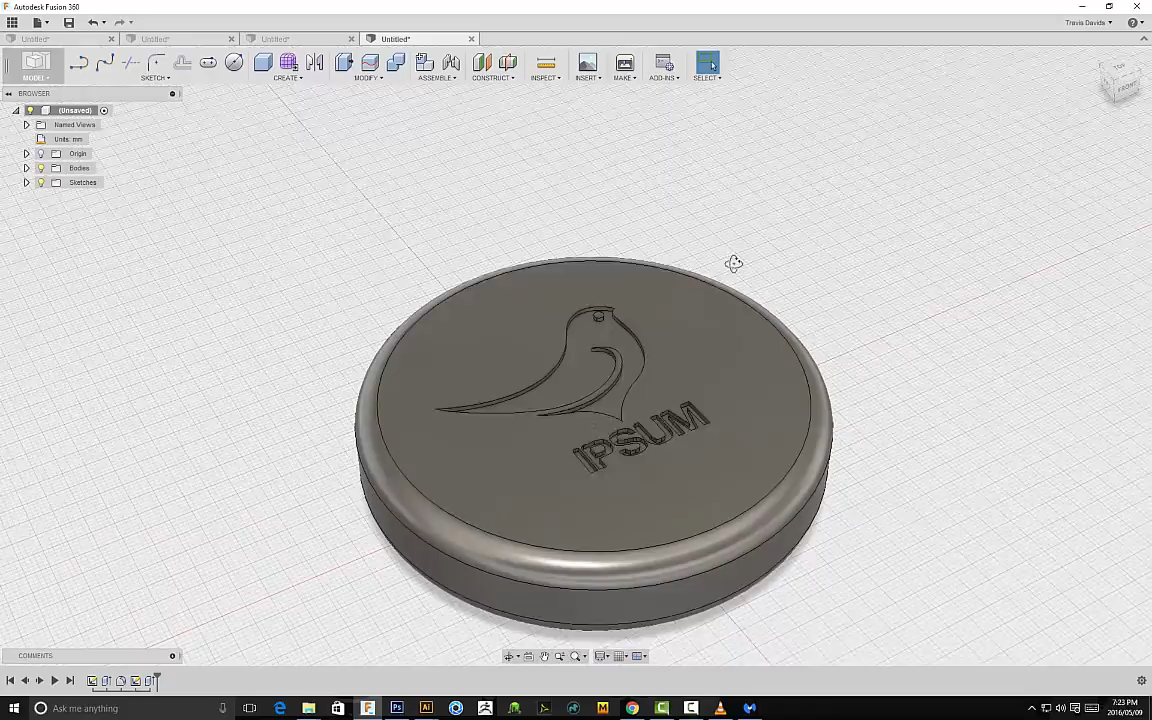 Autodesk Fusion 360
Travis Davids
Untitled* Untitled* Untitled* Untitled*
MODEL SKETCH CREATE MODIFY ASSEMBLE CONSTRUCT INSPECT INSERT MAKE ADD-INS SELECT
BROWSER
(Unsaved)
Named Views
Units: mm
Origin
Bodies
Sketches
TOP
FRONT
IPSUM
COMMENTS
Ask me anything
7:23 PM
2016/05/09